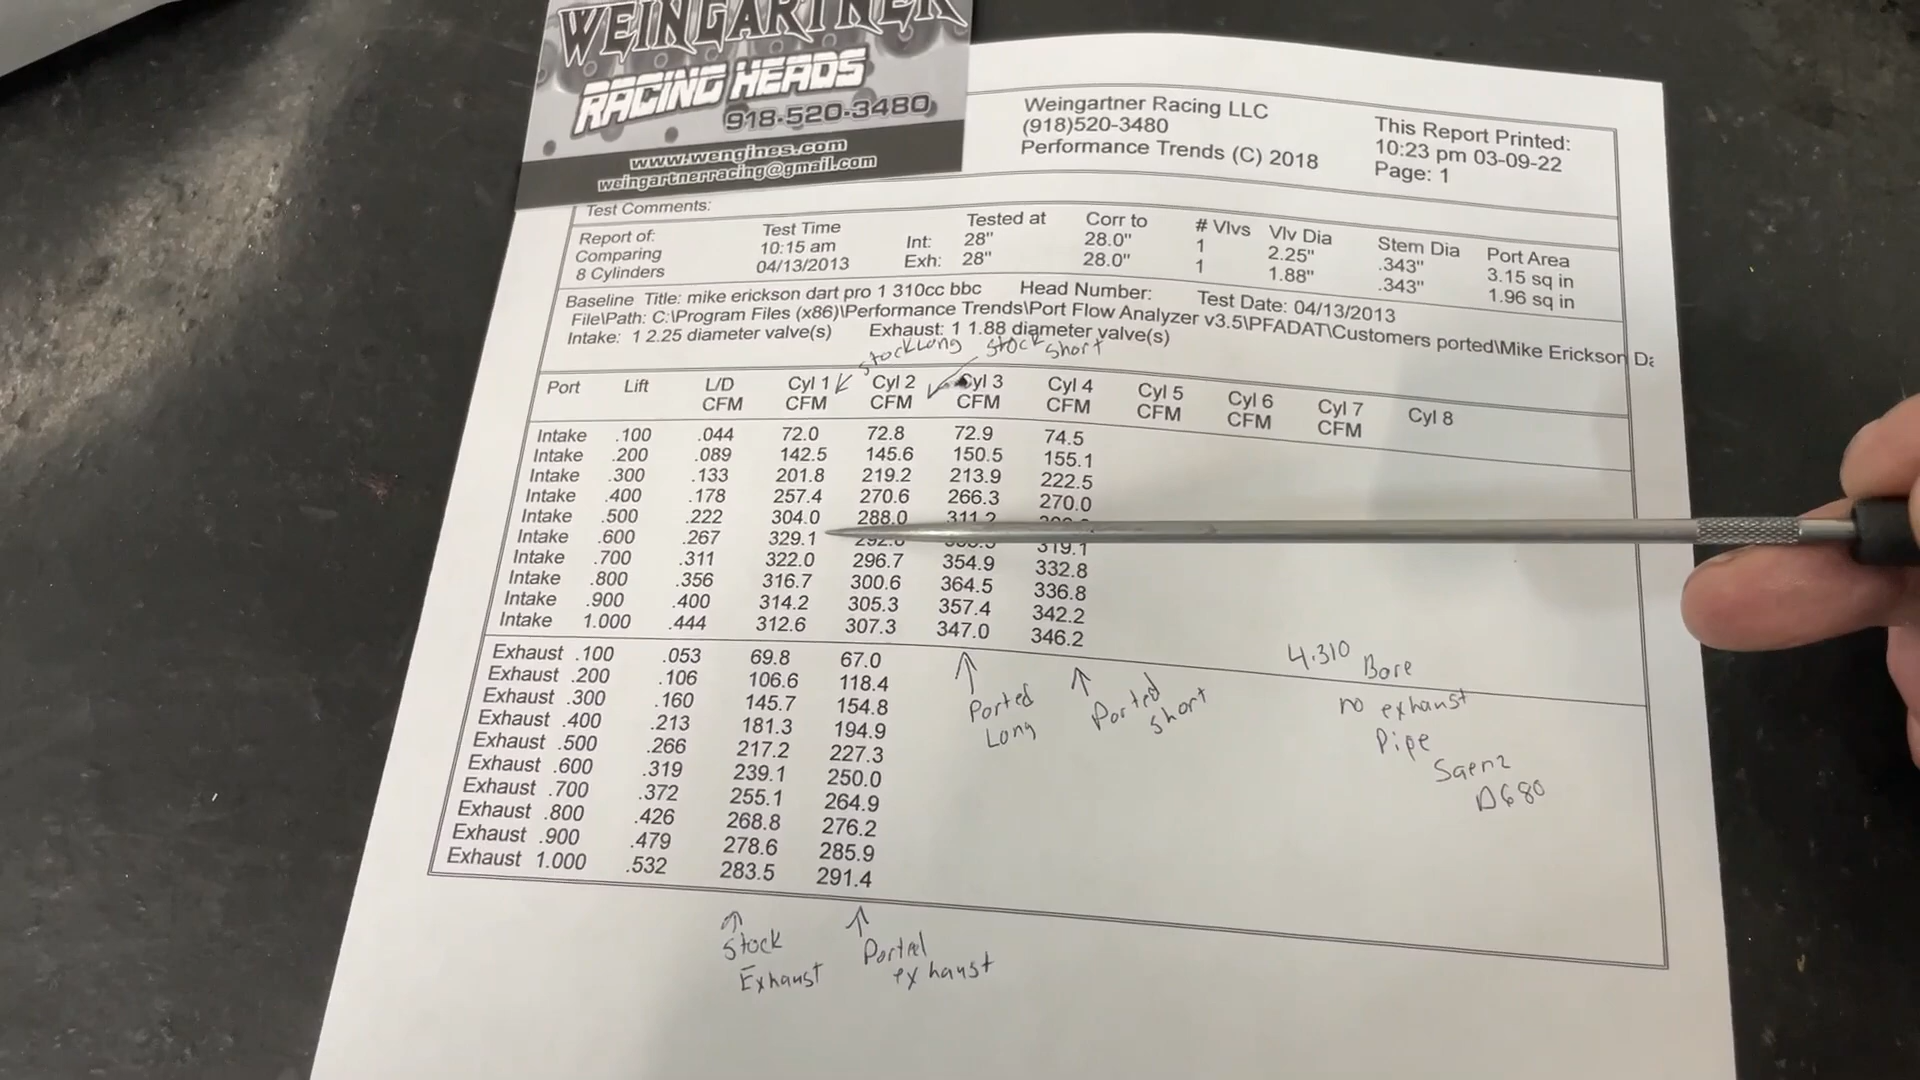 WEINGARTNER
RACING HEADS
918-520-3480
www.wengines.com
weingartnerracing@gmail.com
Weingartner Racing LLC
(918)520-3480
Performance Trends (C) 2018
This Report Printed:
10:23 pm 03-09-22
Page: 1
Test Comments:
Report of: Test Time Tested at Corr to # Vlvs Vlv Dia Stem Dia Port Area
Comparing 10:15 am Int: 28" 28.0" 1 2.25" .343" 3.15 sq in
8 Cylinders 04/13/2013 Exh: 28" 28.0" 1 1.88" .343" 1.96 sq in
Baseline Title: mike erickson dart pro 1 310cc bbc Head Number: Test Date: 04/13/2013
File\Path: C:\Program Files (x86)\Performance Trends\Port Flow Analyzer v3.5\PFADAT\Customers ported\Mike Erickson Da
Intake: 1 2.25 diameter valve(s) Exhaust: 1 1.88 diameter valve(s)
Stock Long Stock Short
Port Lift L/D Cyl 1 Cyl 2 Cyl 3 Cyl 4 Cyl 5 Cyl 6 Cyl 7 Cyl 8
CFM CFM CFM CFM CFM CFM CFM CFM
Intake .100 .044 72.0 72.8 72.9 74.5
Intake .200 .089 142.5 145.6 150.5 155.1
Intake .300 .133 201.8 219.2 213.9 222.5
Intake .400 .178 257.4 270.6 266.3 270.0
Intake .500 .222 304.0 288.0 311.2
Intake .600 .267 329.1 319.1
Intake .700 .311 322.0 296.7 354.9 332.8
Intake .800 .356 316.7 300.6 364.5 336.8
Intake .900 .400 314.2 305.3 357.4 342.2
Intake 1.000 .444 312.6 307.3 347.0 346.2
Exhaust .100 .053 69.8 67.0
Exhaust .200 .106 106.6 118.4
Exhaust .300 .160 145.7 154.8
Exhaust .400 .213 181.3 194.9
Exhaust .500 .266 217.2 227.3
Exhaust .600 .319 239.1 250.0
Exhaust .700 .372 255.1 264.9
Exhaust .800 .426 268.8 276.2
Exhaust .900 .479 278.6 285.9
Exhaust 1.000 .532 283.5 291.4
Ported
Long
Ported
Short
4.310 Bore
no exhaust
Pipe
Saenz
D680
Stock
Exhaust
Ported
exhaust